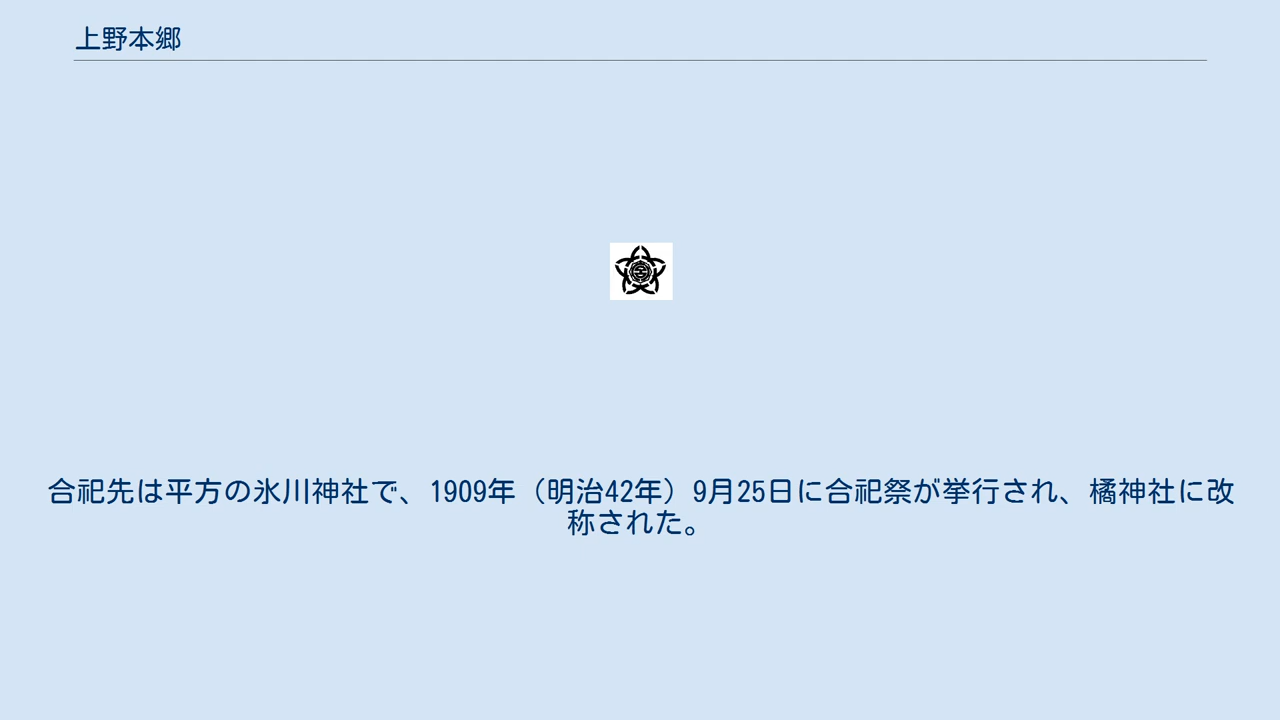 上野本郷
合祀先は平方の氷川神社で、1909年（明治42年）9月25日に合祀祭が挙行され、橘神社に改
称された。